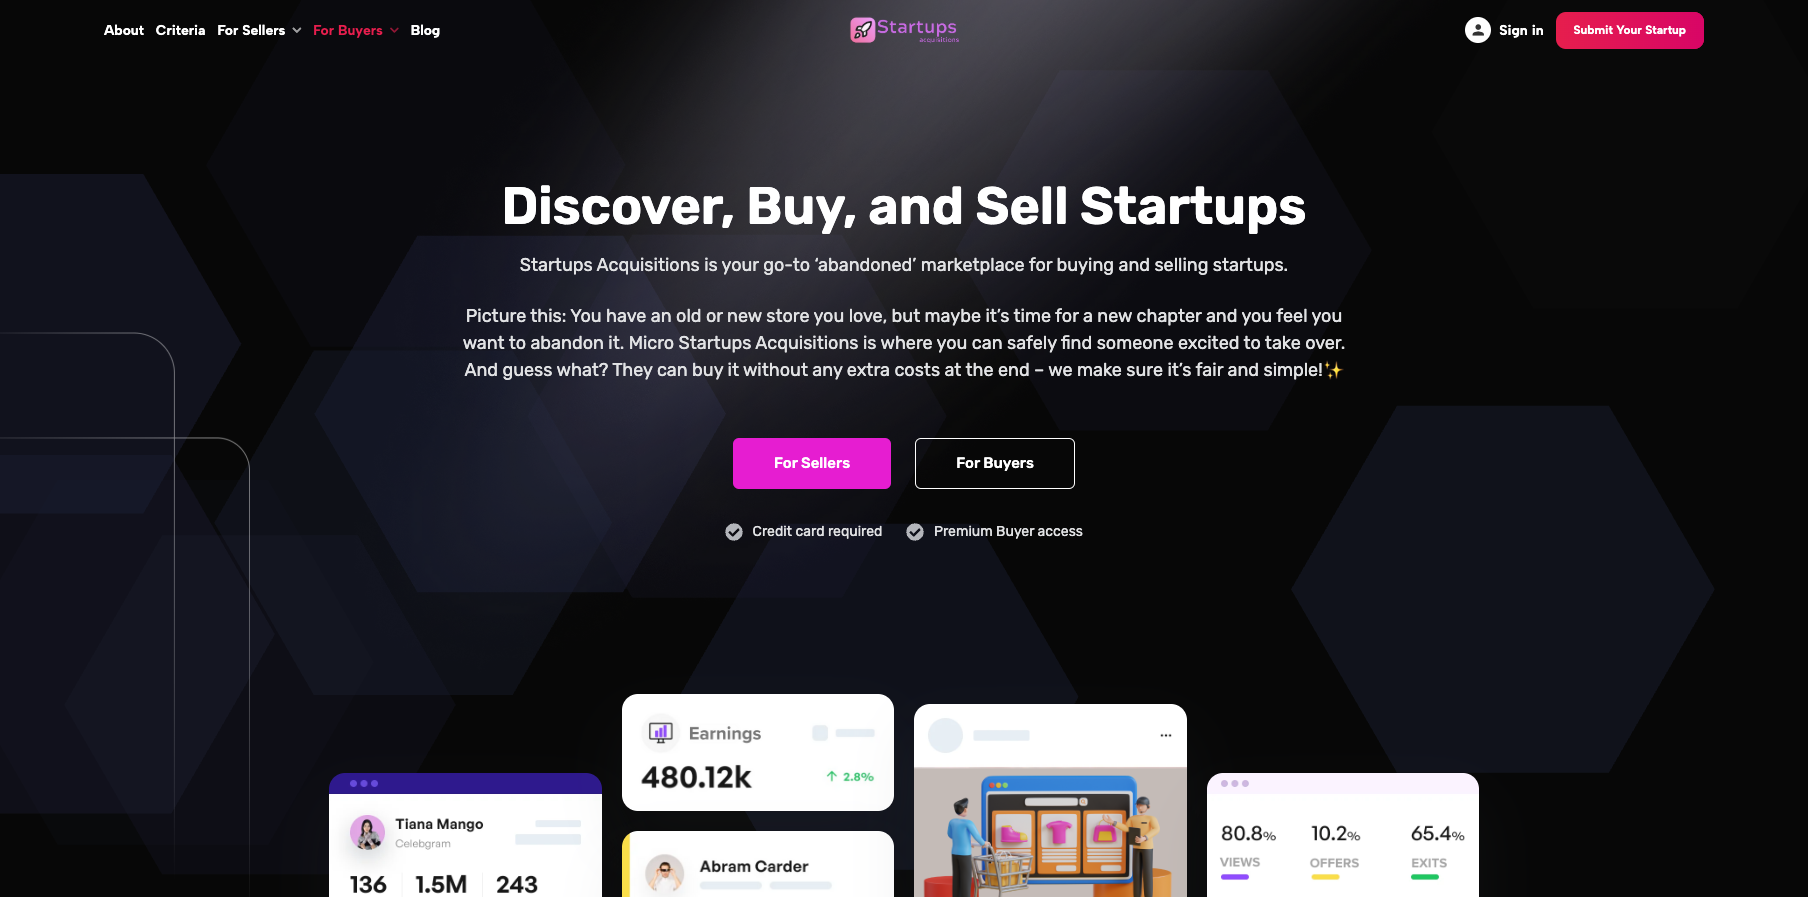 About Criteria For Sellers For Buyers Blog
Startups
acquisitions
Sign in
Submit Your Startup
Discover, Buy, and Sell Startups
Startups Acquisitions is your go-to ‘abandoned’ marketplace for buying and selling startups.
Picture this: You have an old or new store you love, but maybe it’s time for a new chapter and you feel you
want to abandon it. Micro Startups Acquisitions is where you can safely find someone excited to take over.
And guess what? They can buy it without any extra costs at the end – we make sure it’s fair and simple!✨
For Sellers
For Buyers
Credit card required
Premium Buyer access
Tiana Mango
Celebgram
136 1.5M 243
Earnings
480.12k
↑ 2.8%
Abram Carder
80.8% 10.2% 65.4%
VIEWS OFFERS EXITS